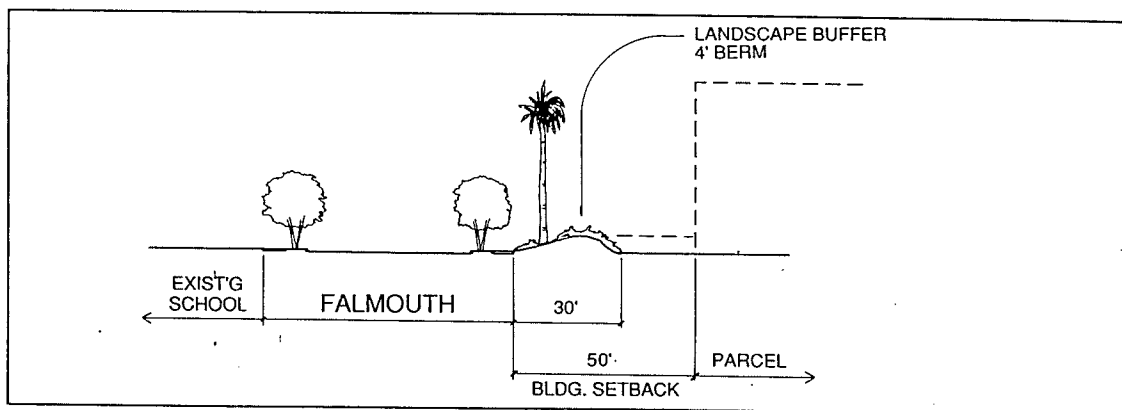 LANDSCAPE BUFFER
4' BERM
EXIST'G
SCHOOL
FALMOUTH
30'
50'
BLDG. SETBACK
PARCEL